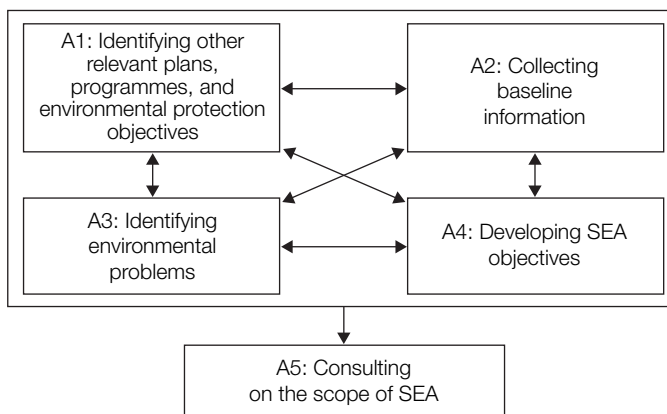 A1: Identifying other
relevant plans,
programmes, and
environmental protection
objectives
A2: Collecting
baseline
information
A3: Identifying
environmental
problems
A4: Developing SEA
objectives
A5: Consulting
on the scope of SEA